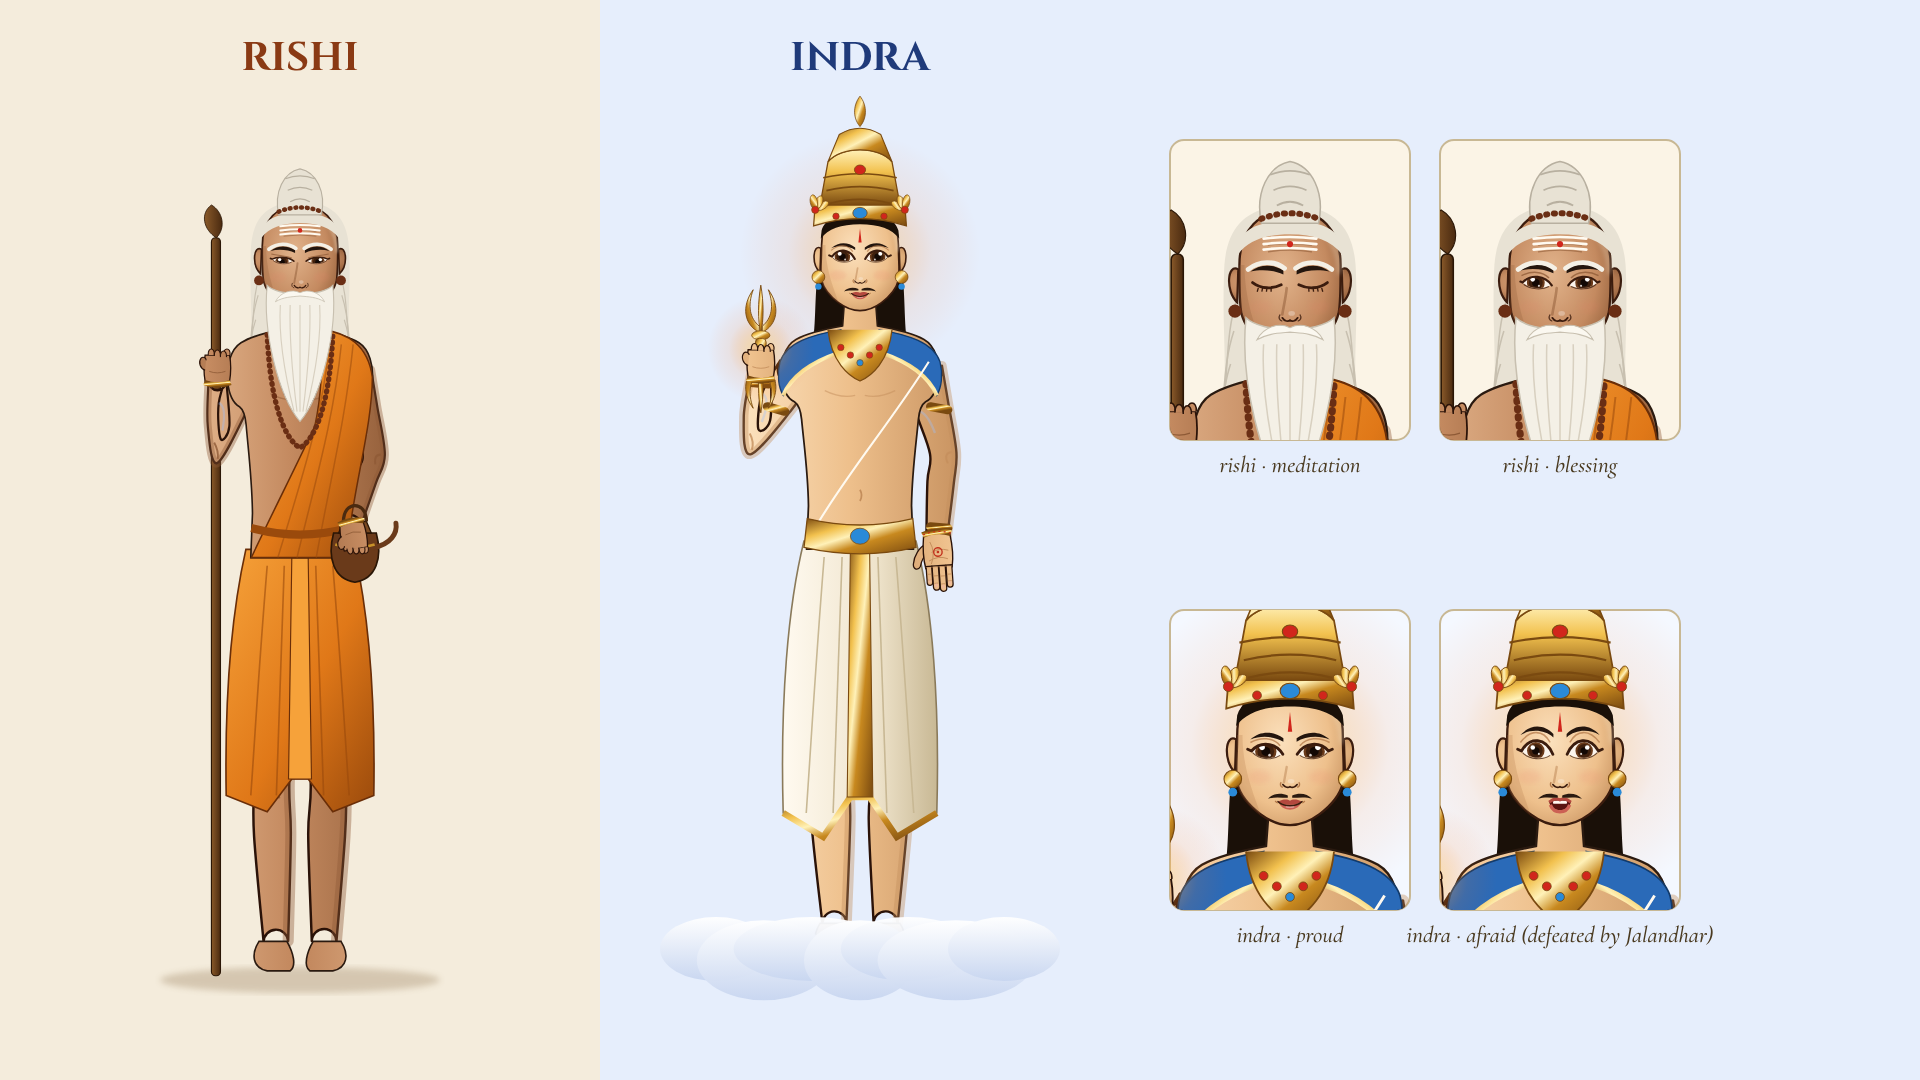 RISHI
INDRA
rishi · meditation
rishi · blessing
indra · proud
indra · afraid (defeated by Jalandhar)